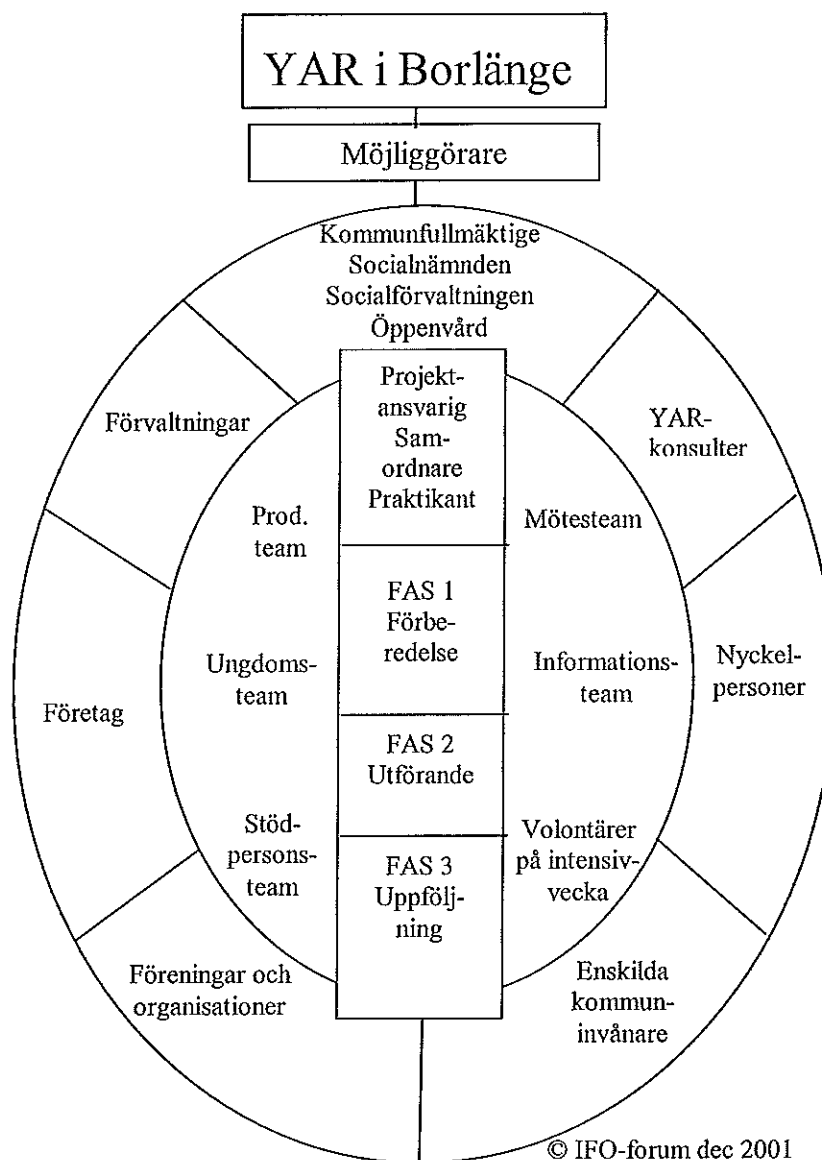 YAR i Borlänge
Möjliggörare
Kommunfullmäktige
Socialnämnden
Socialförvaltningen
Öppenvård
Förvaltningar
YAR-
konsulter
Projekt-
ansvarig
Sam-
ordnare
Praktikant
Prod.
team
Mötesteam
FAS 1
Förbe-
redelse
Ungdoms-
team
Informations-
team
Företag
Nyckel-
personer
FAS 2
Utförande
Stöd-
persons-
team
Volontärer
på intensiv-
vecka
FAS 3
Uppfölj-
ning
Föreningar och
organisationer
Enskilda
kommun-
invånare
© IFO-forum dec 2001